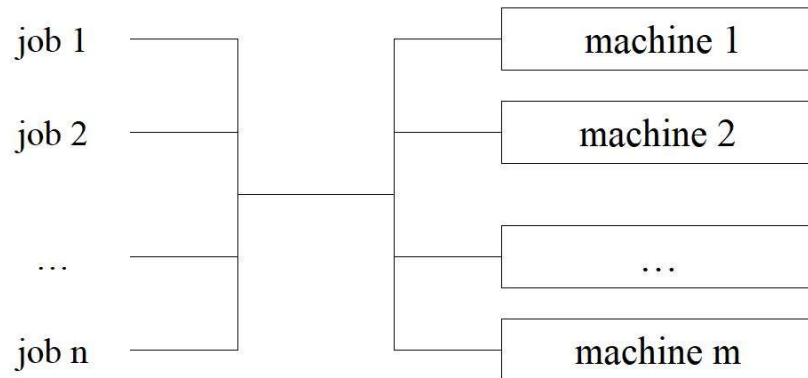 job 1
machine 1
job 2
machine 2
…
…
job n
machine m